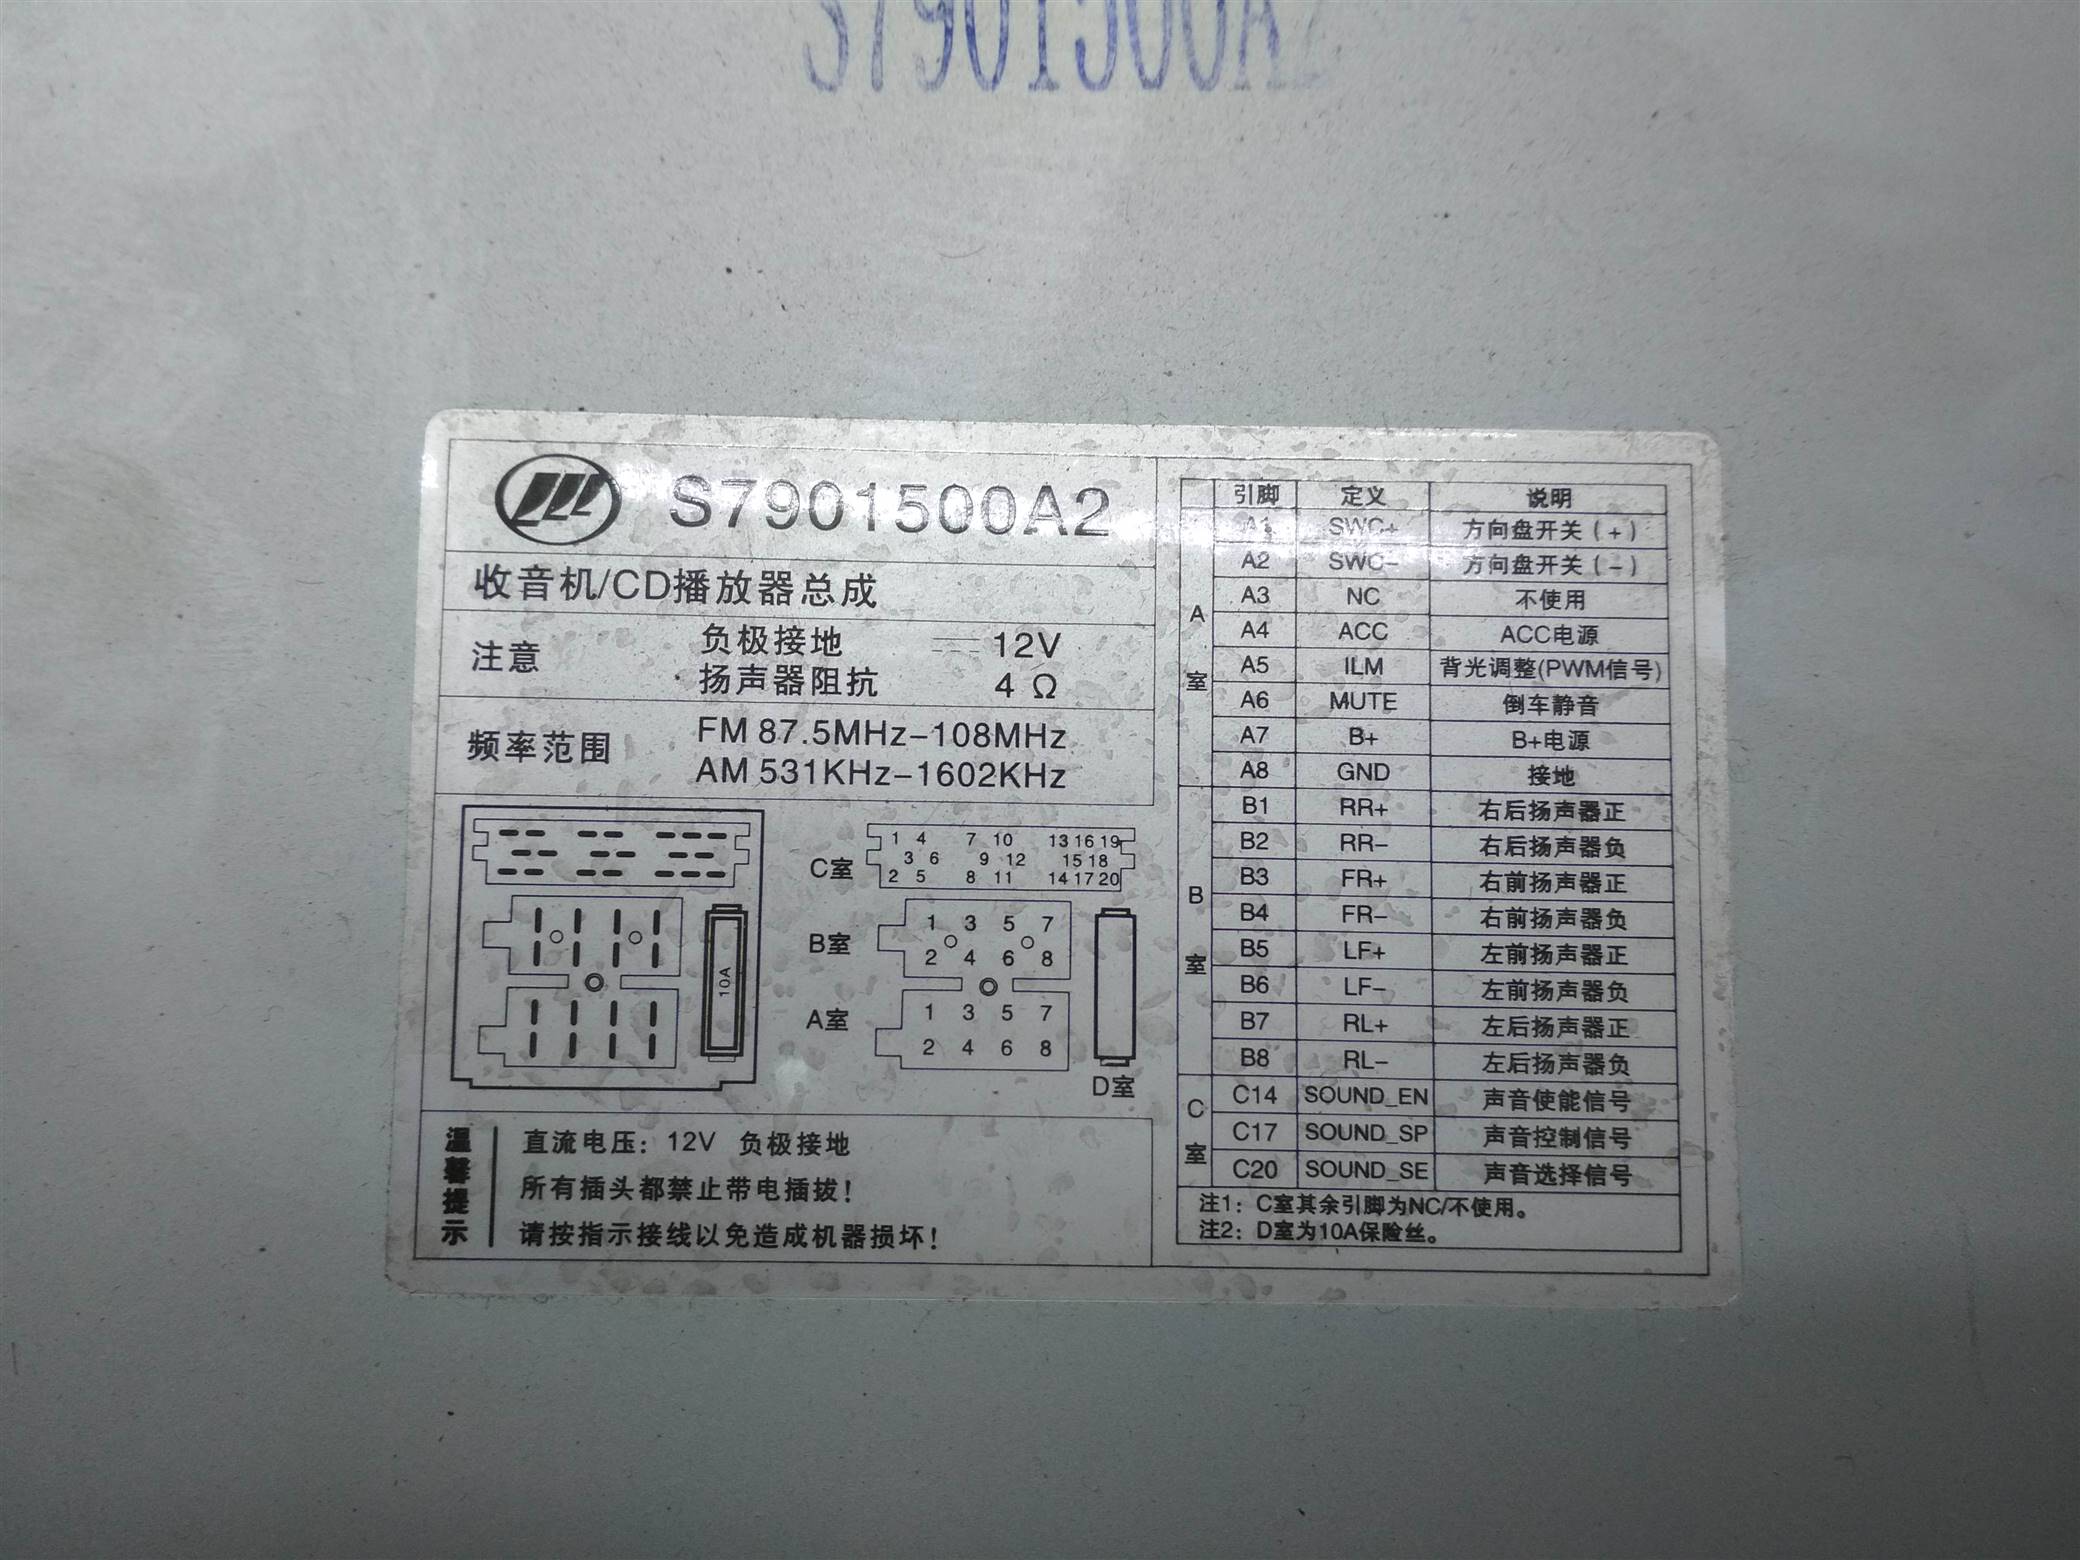 S7901500A2
S7901500A2
收音机/CD播放器总成
注意 负极接地 12V
扬声器阻抗 4 Ω
频率范围 FM 87.5MHz-108MHz
AM 531KHz-1602KHz
10A
C室
1 4 7 10 13 16 19
3 6 9 12 15 18
2 5 8 11 14 17 20
B室
1 3 5 7
2 4 6 8
A室
1 3 5 7
2 4 6 8
D室
温馨提示
直流电压：12V 负极接地
所有插头都禁止带电插拔！
请按指示接线以免造成机器损坏！
引脚 定义 说明
A室
A1 SWC+ 方向盘开关（+）
A2 SWC- 方向盘开关（-）
A3 NC 不使用
A4 ACC ACC电源
A5 ILM 背光调整(PWM信号)
A6 MUTE 倒车静音
A7 B+ B+电源
A8 GND 接地
B室
B1 RR+ 右后扬声器正
B2 RR- 右后扬声器负
B3 FR+ 右前扬声器正
B4 FR- 右前扬声器负
B5 LF+ 左前扬声器正
B6 LF- 左前扬声器负
B7 RL+ 左后扬声器正
B8 RL- 左后扬声器负
C室
C14 SOUND_EN 声音使能信号
C17 SOUND_SP 声音控制信号
C20 SOUND_SE 声音选择信号
注1：C室其余引脚为NC/不使用。
注2：D室为10A保险丝。